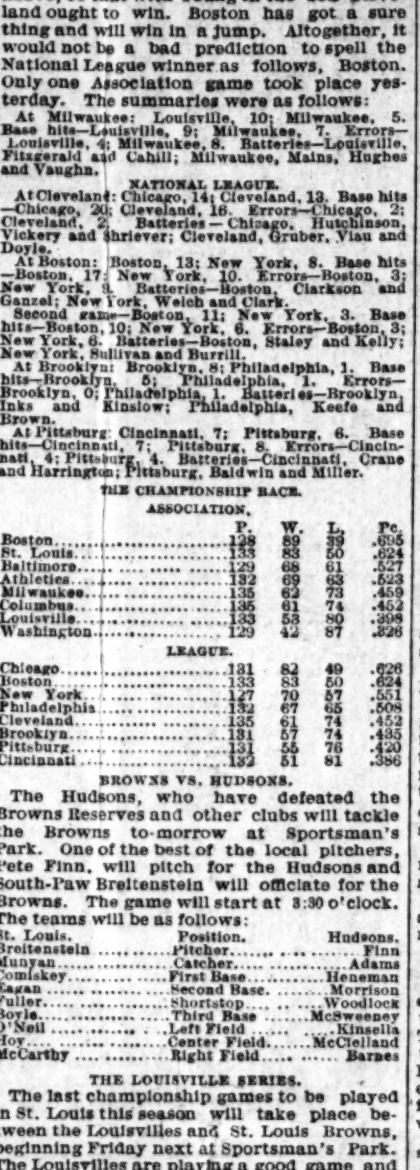 land ought to win. Boston has got a sure
thing and will win in a jump. Altogether, it
would not be a bad prediction to spell the
National League winner as follows, Boston.
Only one Association game took place yes-
terday. The summaries were as follows:
At Milwaukee: Louisville, 10; Milwaukee, 5.
Base hits—Louisville, 9; Milwaukee, 7. Errors—
Louisville, 4; Milwaukee, 8. Batteries—Louisville,
Fitzgerald and Cahill; Milwaukee, Mains, Hughes
and Vaughn.
NATIONAL LEAGUE.
At Cleveland: Chicago, 14; Cleveland, 13. Base hits
—Chicago, 20; Cleveland, 16. Errors—Chicago, 2;
Cleveland, 2. Batteries—Chicago, Hutchinson,
Vickery and Shriever; Cleveland, Gruber, Viau and
Doyle.
At Boston: Boston, 13; New York, 8. Base hits
—Boston, 17; New York, 10. Errors—Boston, 3;
New York, 9. Batteries—Boston, Clarkson and
Ganzel; New York, Welch and Clark.
Second game—Boston, 11; New York, 3. Base
hits—Boston, 10; New York, 6. Errors—Boston, 3;
New York, 6. Batteries—Boston, Staley and Kelly;
New York, Sullivan and Burrill.
At Brooklyn: Brooklyn, 8; Philadelphia, 1. Base
hits—Brooklyn, 5; Philadelphia, 1. Errors—
Brooklyn, 0; Philadelphia, 1. Batteries—Brooklyn,
Inks and Kinslow; Philadelphia, Keefe and
Brown.
At Pittsburg: Cincinnati, 7; Pittsburg, 6. Base
hits—Cincinnati, 7; Pittsburg, 8. Errors—Cincin-
nati, 4; Pittsburg, 4. Batteries—Cincinnati, Crane
and Harrington; Pittsburg, Baldwin and Miller.
THE CHAMPIONSHIP RACE.
ASSOCIATION.
P. W. L. Pc.
Boston 128 89 39 .695
St. Louis 133 83 50 .624
Baltimore 129 68 61 .527
Athletics 132 69 63 .523
Milwaukee 135 62 73 .459
Columbus 135 61 74 .452
Louisville 133 53 80 .398
Washington 129 42 87 .326
LEAGUE.
Chicago 131 82 49 .626
Boston 133 83 50 .624
New York 127 70 57 .551
Philadelphia 132 67 65 .508
Cleveland 135 61 74 .452
Brooklyn 131 57 74 .435
Pittsburg 131 55 76 .420
Cincinnati 132 51 81 .386
BROWNS VS. HUDSONS.
The Hudsons, who have defeated the
Browns Reserves and other clubs will tackle
the Browns to-morrow at Sportsman's
Park. One of the best of the local pitchers,
Pete Finn, will pitch for the Hudsons and
South-Paw Breitenstein will officiate for the
Browns. The game will start at 3:30 o'clock.
The teams will be as follows:
St. Louis. Position. Hudsons.
Breitenstein Pitcher Finn
Munyan Catcher Adams
Comiskey First Base Heneman
Eagan Second Base Morrison
Fuller Shortstop Woodlock
Boyle Third Base McSweeney
O'Neil Left Field Kinsella
Hoy Center Field McClelland
McCarthy Right Field Barnes
THE LOUISVILLE SERIES.
The last championship games to be played
in St. Louis this season will take place be-
tween the Louisvilles and St. Louis Browns,
beginning Friday next at Sportsman's Park.
The Louisvilles are playing a good game and